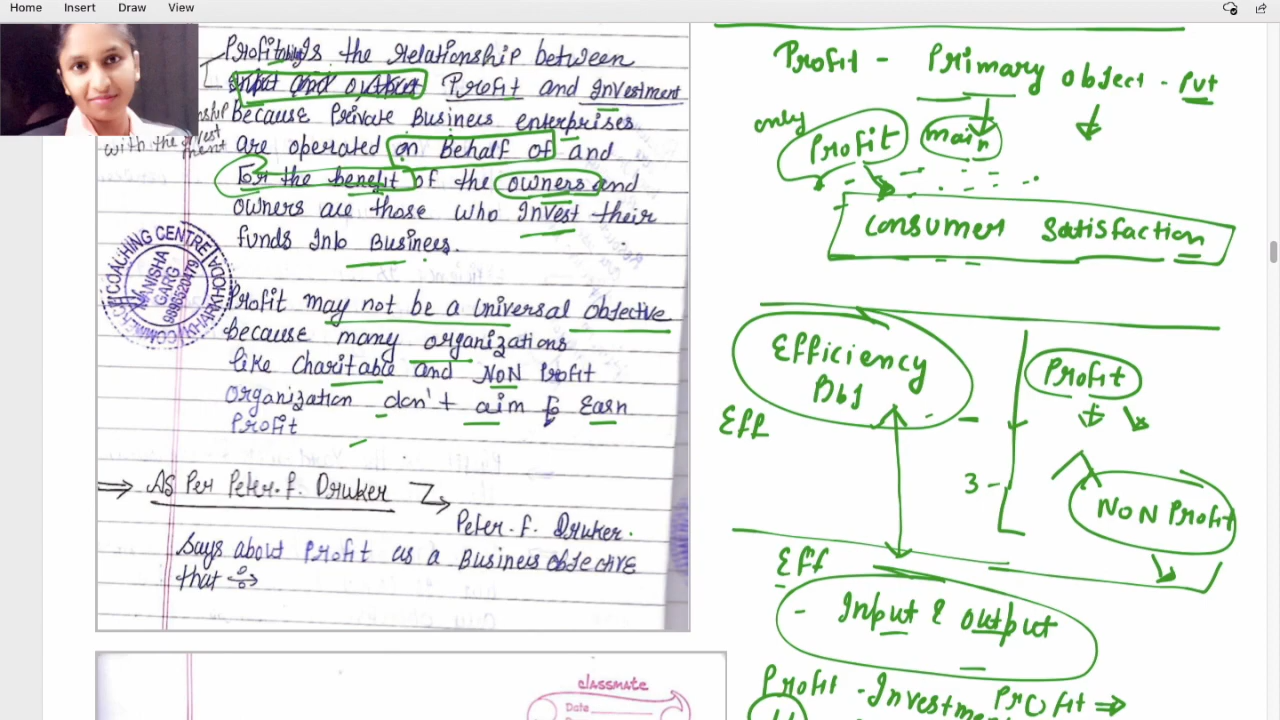 Home Insert Draw View
Profitability is the relationship between
Input and output Profit and Investment
Because Private Business enterprises
with the invest ment
are operated on Behalf of and
For the benefit of the owners and
owners are those who Invest their
funds Into Business.
COACHING CENTRE
MANISHA
GARG
Profit may not be a universal objective
because many organizations
like Charitable and NON Profit
organization don't aim to Earn
Profit
As Per Peter.f. Druker
Peter.f. Druker.
Says about Profit as a Business objective
that
classmate
Date
Profit - Primary object - Pvt
only
Profit main
Consumer Satisfaction
Efficiency
Obj
Eff
Profit
3 -
NON Profit
Eff
- Input & output
Profit - Investment Profit ⇒